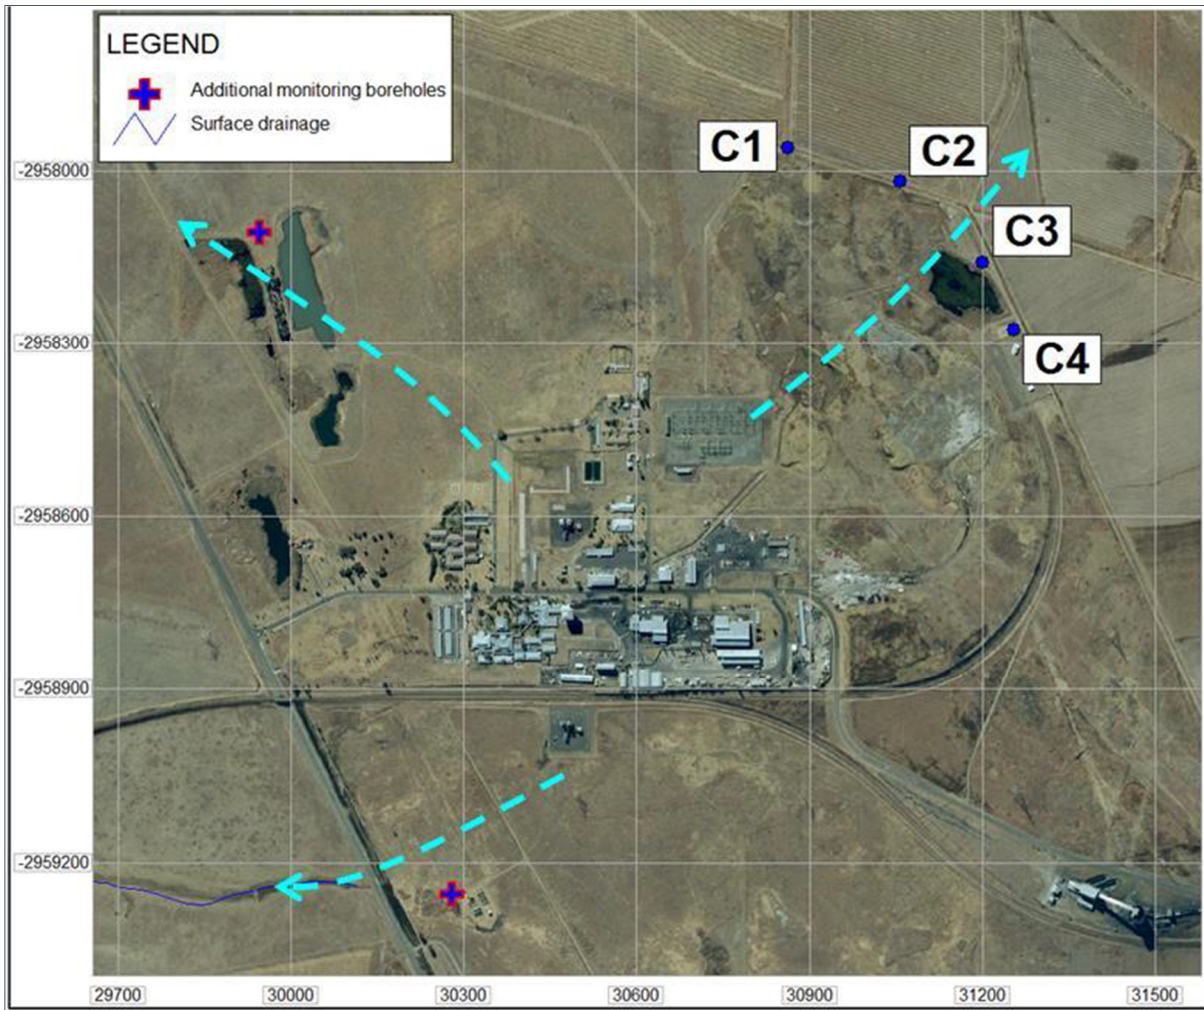 LEGEND
Additional monitoring boreholes
Surface drainage
C1
C2
C3
C4
-2958000
-2958300
-2958600
-2958900
-2959200
29700
30000
30300
30600
30900
31200
31500